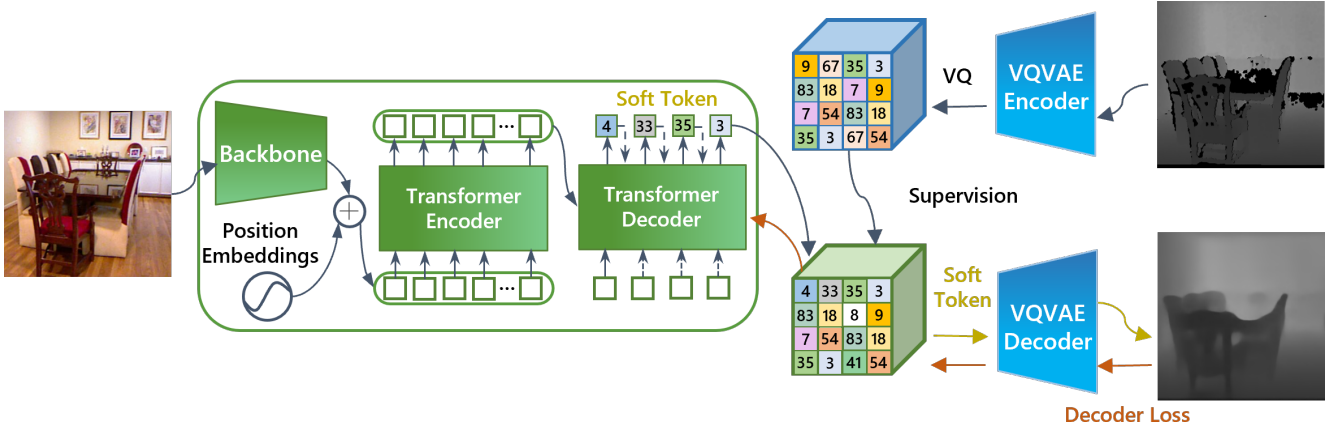 Backbone
Position
Embeddings
Transformer
Encoder
...
...
Soft Token
4 33 35 3
Transformer
Decoder
9 67 35 3
83 18 7 9
7 54 83 18
35 3 67 54
VQ
VQVAE
Encoder
Supervision
4 33 35 3
83 18 8 9
7 54 83 18
35 3 41 54
Soft
Token
VQVAE
Decoder
Decoder Loss